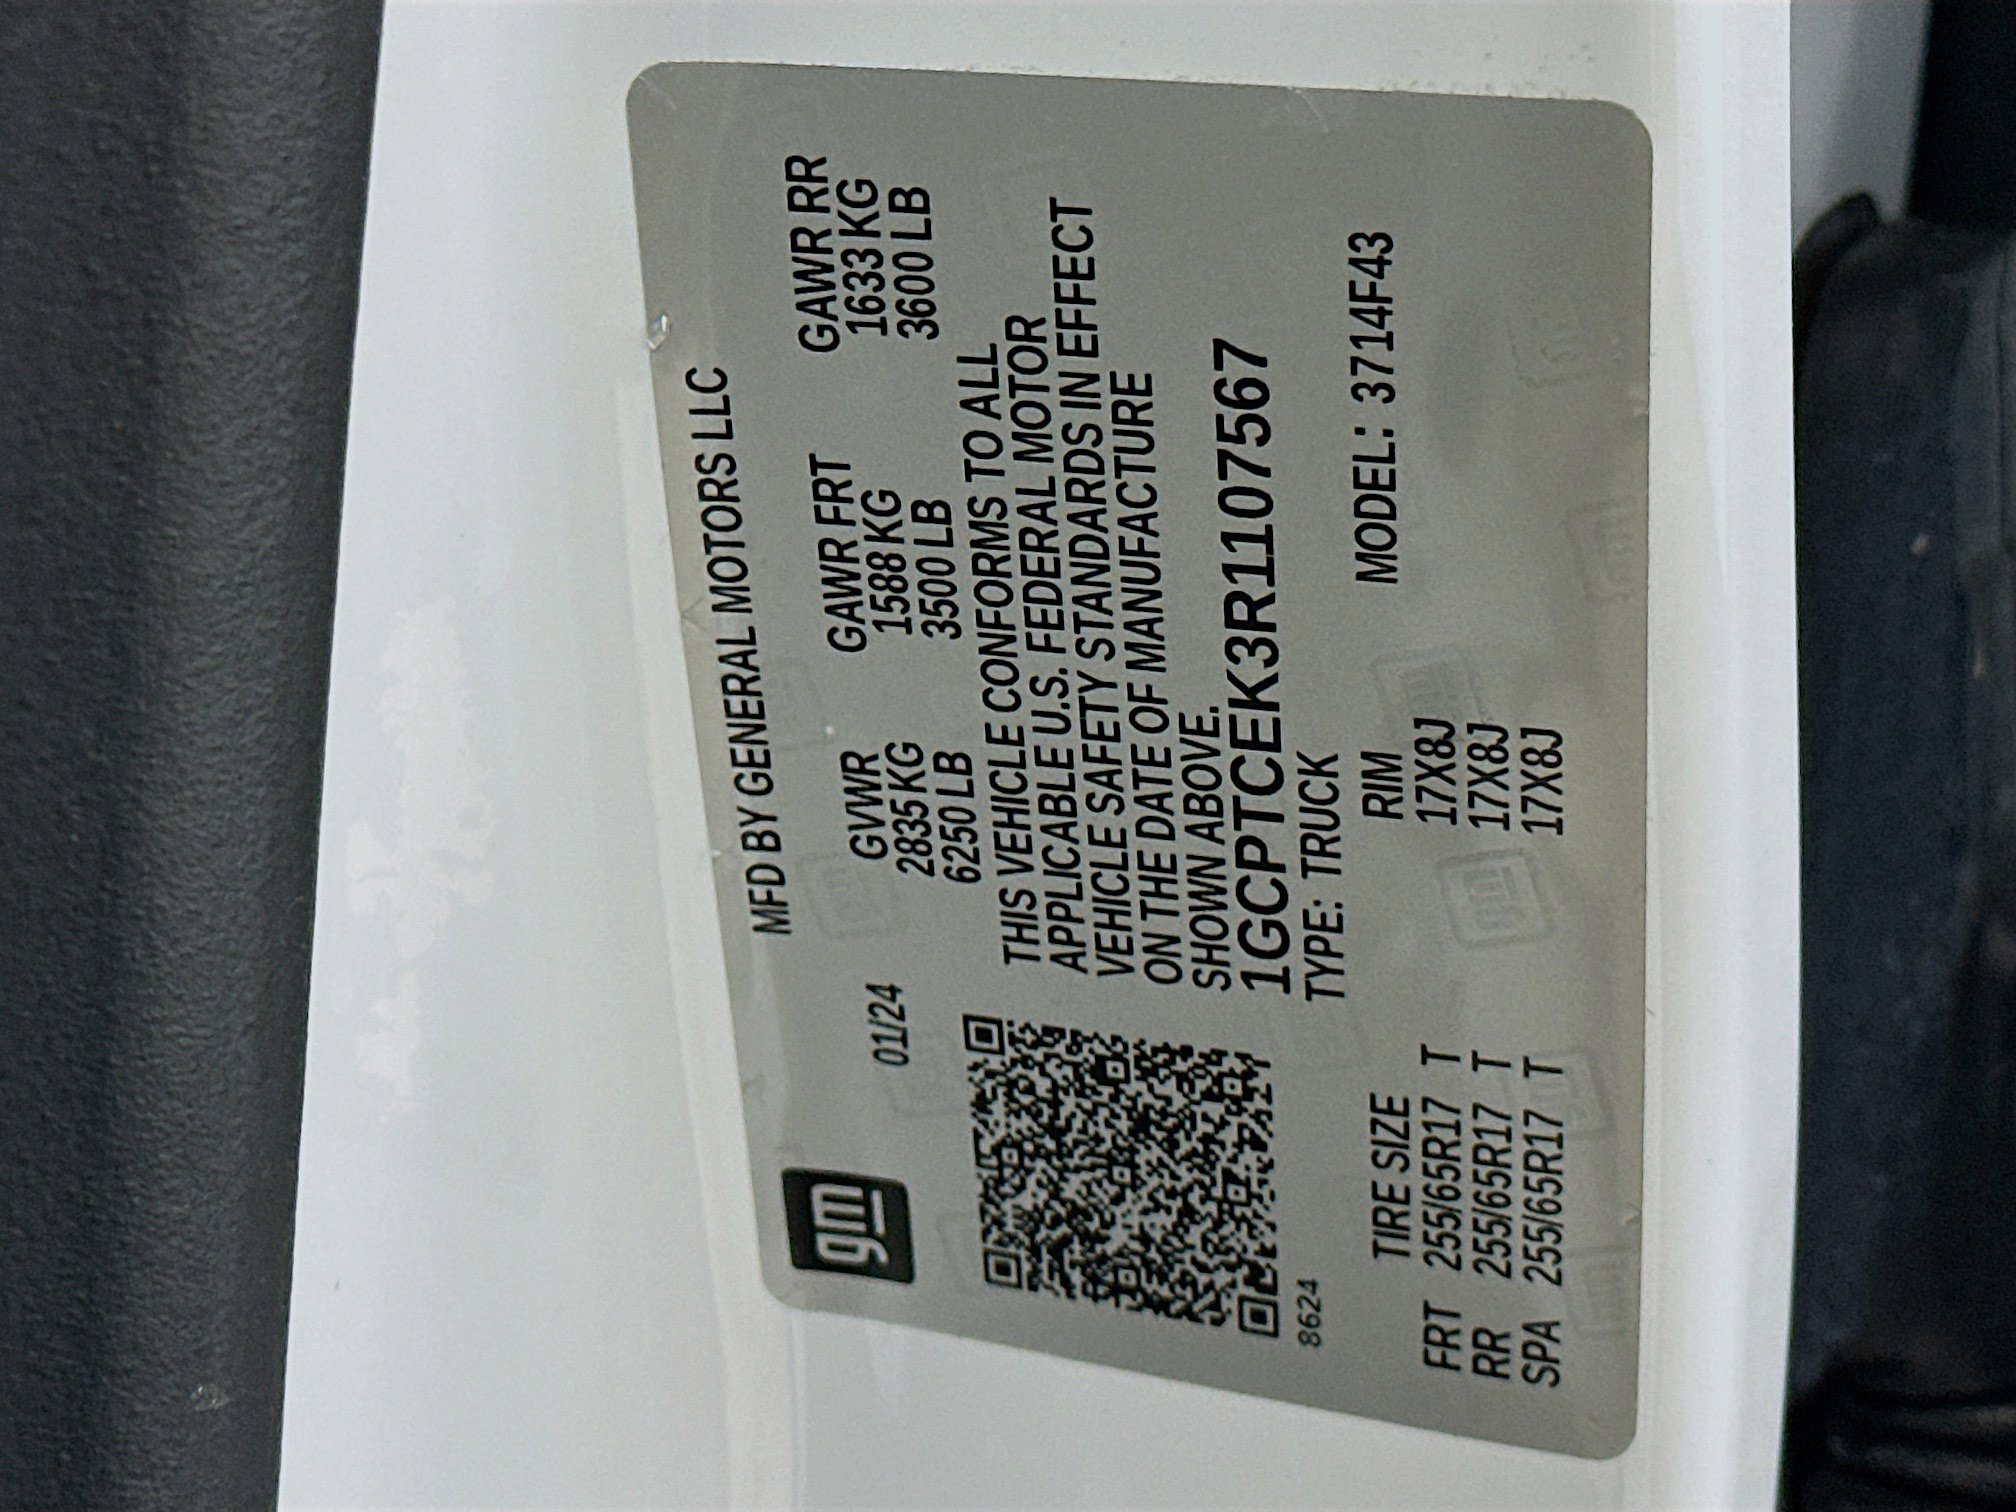 MFD BY GENERAL MOTORS LLC
gm
01/24
GVWR GAWR FRT GAWR RR
2835 KG 1588 KG 1633 KG
6250 LB 3500 LB 3600 LB
THIS VEHICLE CONFORMS TO ALL
APPLICABLE U.S. FEDERAL MOTOR
VEHICLE SAFETY STANDARDS IN EFFECT
ON THE DATE OF MANUFACTURE
SHOWN ABOVE.
1GCPTCEK3R1107567
8624
TYPE: TRUCK
MODEL: 3714F43
TIRE SIZE RIM
FRT 255/65R17 T 17X8J
RR 255/65R17 T 17X8J
SPA 255/65R17 T 17X8J